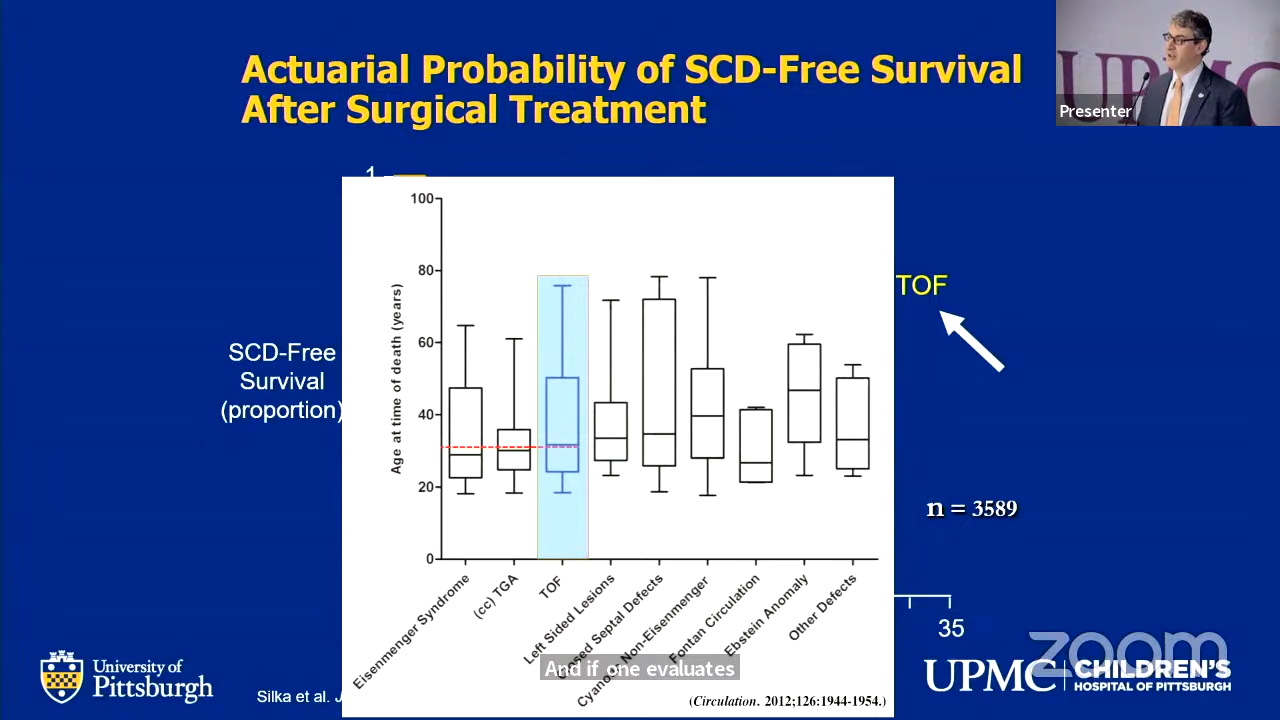 Actuarial Probability of SCD-Free Survival
After Surgical Treatment
UPMC
Presenter
1
SCD-Free
Survival
(proportion)
TOF
n = 3589
35
Age at time of death (years)
100
80
60
40
20
0
Eisenmenger Syndrome
(cc) TGA
TOF
Left Sided Lesions
Closed Septal Defects
Cyanotic Non-Eisenmenger
Fontan Circulation
Ebstein Anomaly
Other Defects
And if one evaluates
(Circulation. 2012;126:1944-1954.)
University of
Pittsburgh
Silka et al. J
zoom
UPMC CHILDREN'S
HOSPITAL OF PITTSBURGH